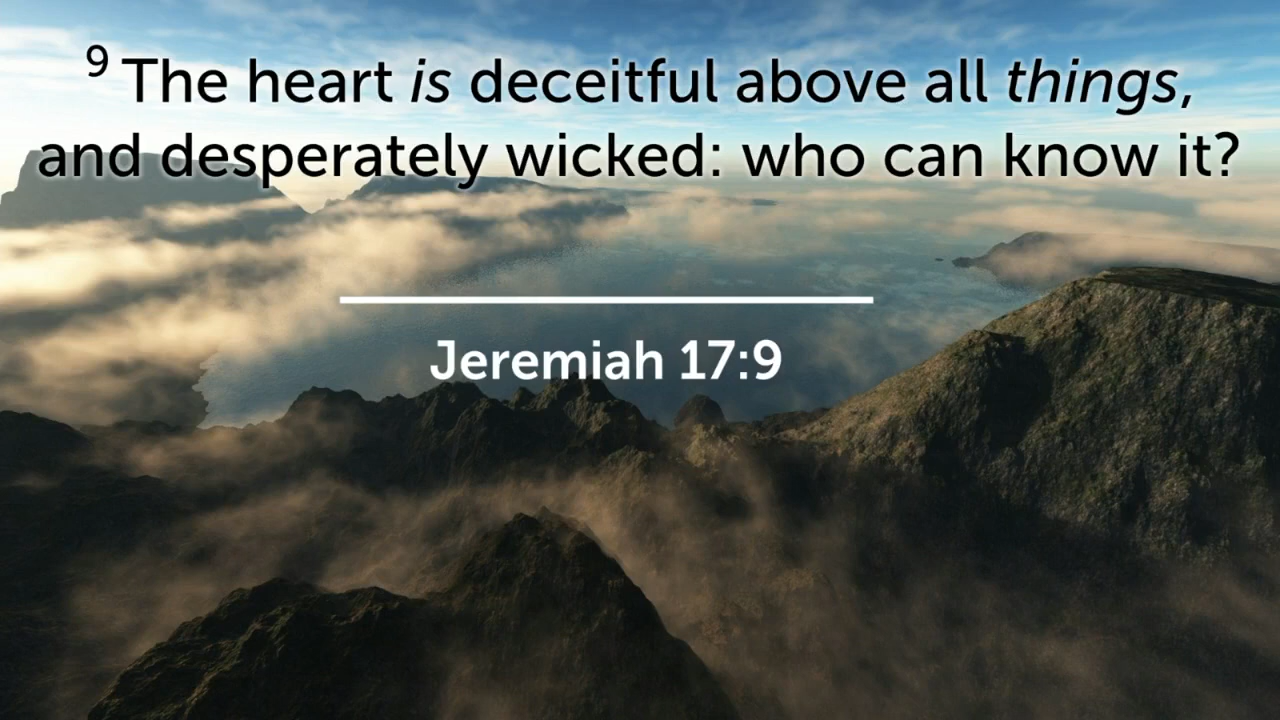 9 The heart is deceitful above all things,
and desperately wicked: who can know it?
Jeremiah 17:9